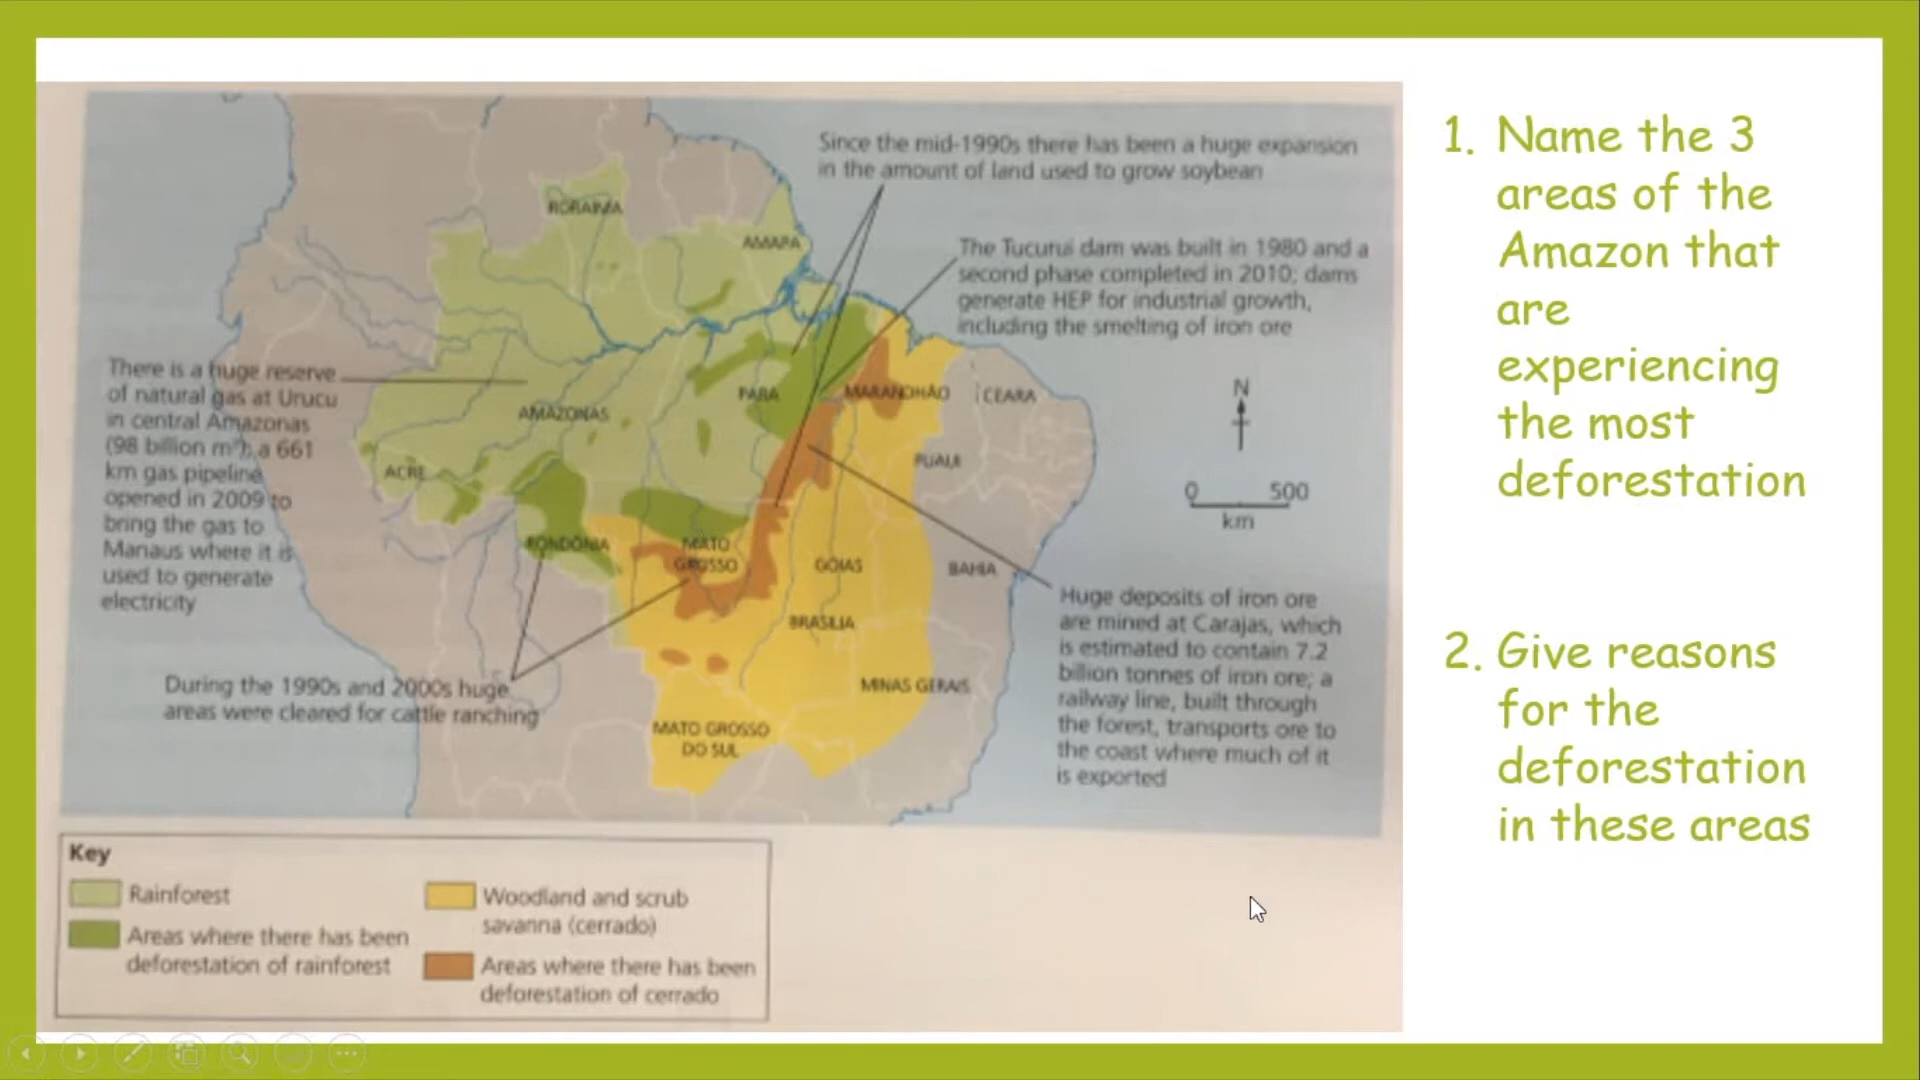 Since the mid-1990s there has been a huge expansion
in the amount of land used to grow soybean
The Tucurui dam was built in 1980 and a
second phase completed in 2010; dams
generate HEP for industrial growth,
including the smelting of iron ore
There is a huge reserve
of natural gas at Urucu
in central Amazonas
(98 billion m³); a 661
km gas pipeline
opened in 2009 to
bring the gas to
Manaus where it is
used to generate
electricity
During the 1990s and 2000s huge
areas were cleared for cattle ranching
Huge deposits of iron ore
are mined at Carajas, which
is estimated to contain 7.2
billion tonnes of iron ore; a
railway line, built through
the forest, transports ore to
the coast where much of it
is exported
RORAIMA
AMAPA
AMAZONAS
PARA
MARANHÃO
CEARA
ACRE
PUAUI
RONDONIA
MATO
GROSSO
GOIAS
BAHIA
BRASILIA
MINAS GERAIS
MATO GROSSO
DO SUL
N
0 500
km
Key
Rainforest
Areas where there has been
deforestation of rainforest
Woodland and scrub
savanna (cerrado)
Areas where there has been
deforestation of cerrado
1. Name the 3
areas of the
Amazon that
are
experiencing
the most
deforestation
2. Give reasons
for the
deforestation
in these areas